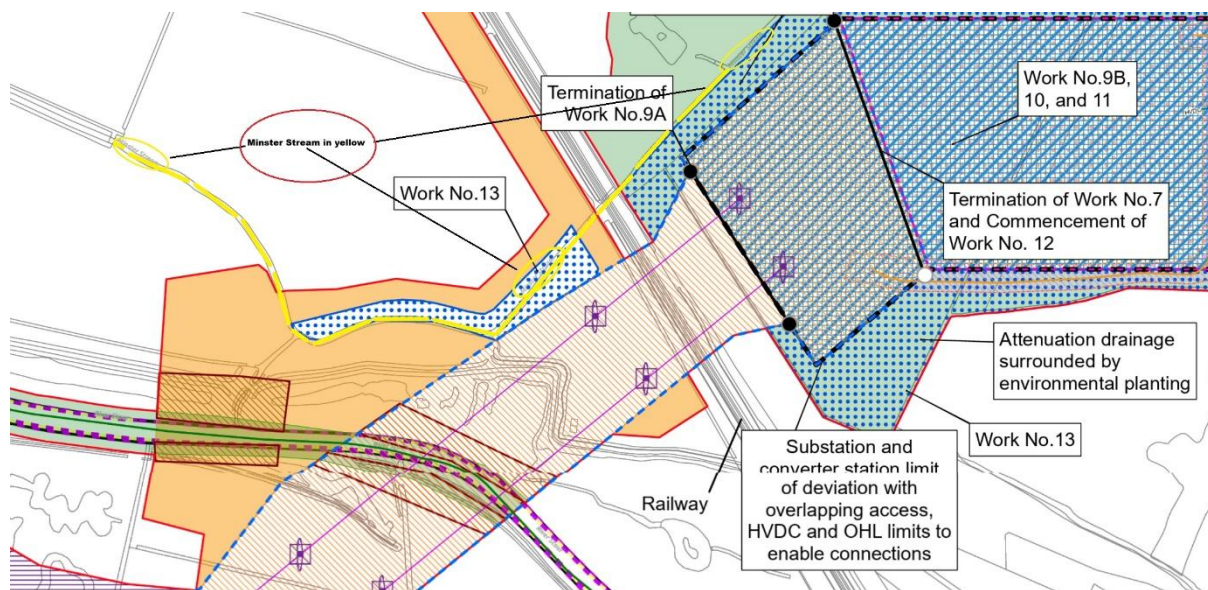 Termination of
Work No.9A
Work No.9B,
10, and 11
Minster Stream in yellow
Minster Stream
Work No.13
Termination of Work No.7
and Commencement of
Work No. 12
Attenuation drainage
surrounded by
environmental planting
Work No.13
Substation and
converter station limit
of deviation with
overlapping access,
HVDC and OHL limits to
enable connections
Railway